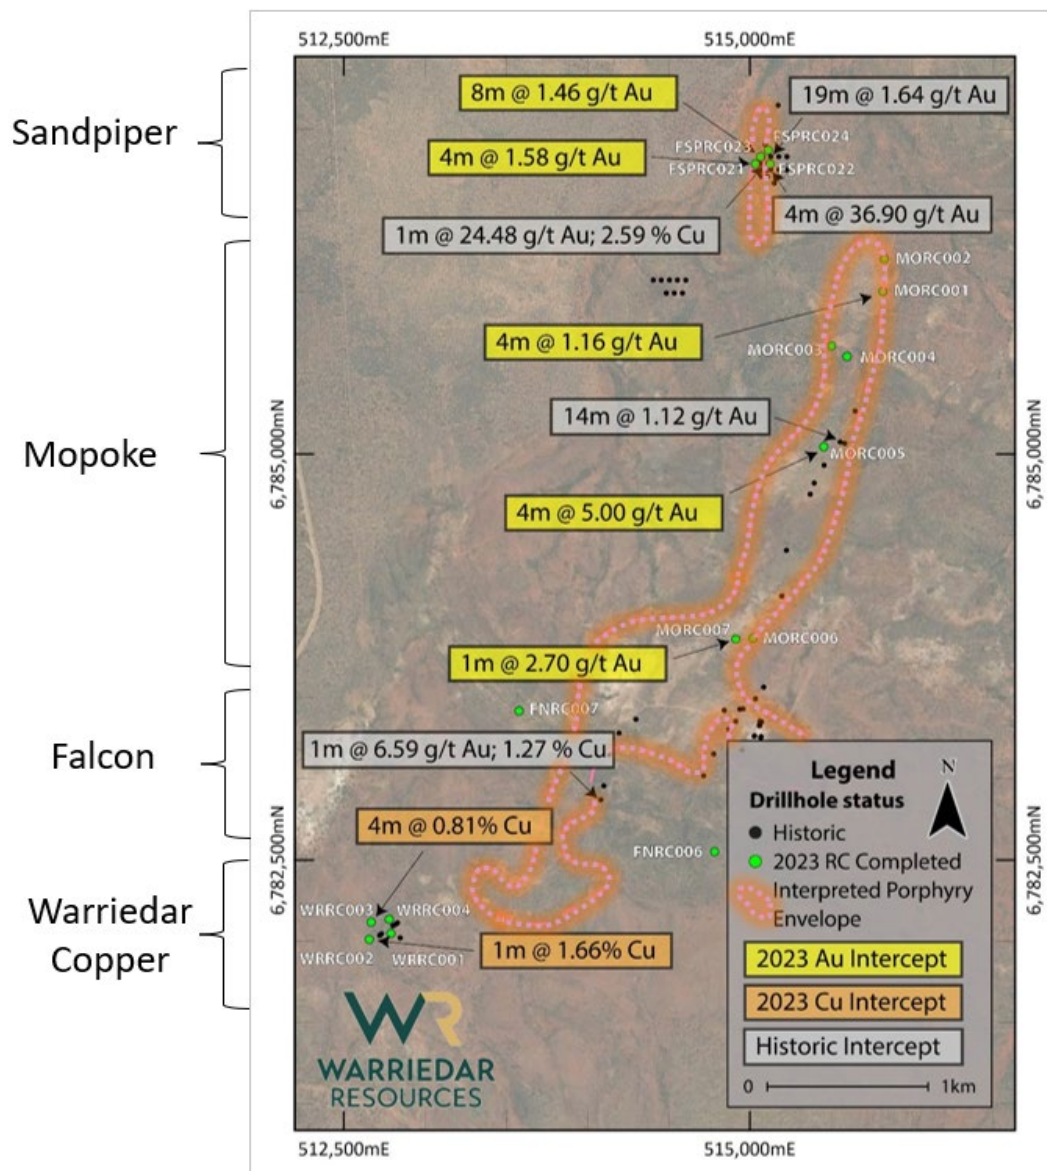 512,500mE
515,000mE
Sandpiper
8m @ 1.46 g/t Au
19m @ 1.64 g/t Au
FSPRC024
FSPRC023
4m @ 1.58 g/t Au
FSPRC021
FSPRC022
4m @ 36.90 g/t Au
1m @ 24.48 g/t Au; 2.59 % Cu
Mopoke
MORC002
MORC001
4m @ 1.16 g/t Au
MORC003
MORC004
14m @ 1.12 g/t Au
6,785,000mN
6,785,000mN
MORC005
4m @ 5.00 g/t Au
MORC007
MORC006
1m @ 2.70 g/t Au
Falcon
FNRC007
1m @ 6.59 g/t Au; 1.27 % Cu
4m @ 0.81% Cu
FNRC006
6,782,500mN
6,782,500mN
Warriedar
Copper
WRRC003
WRRC004
WRRC002
WRRC001
1m @ 1.66% Cu
WR
WARRIEDAR
RESOURCES
Legend
N
Drillhole status
Historic
2023 RC Completed
Interpreted Porphyry
Envelope
2023 Au Intercept
2023 Cu Intercept
Historic Intercept
0
1km
512,500mE
515,000mE